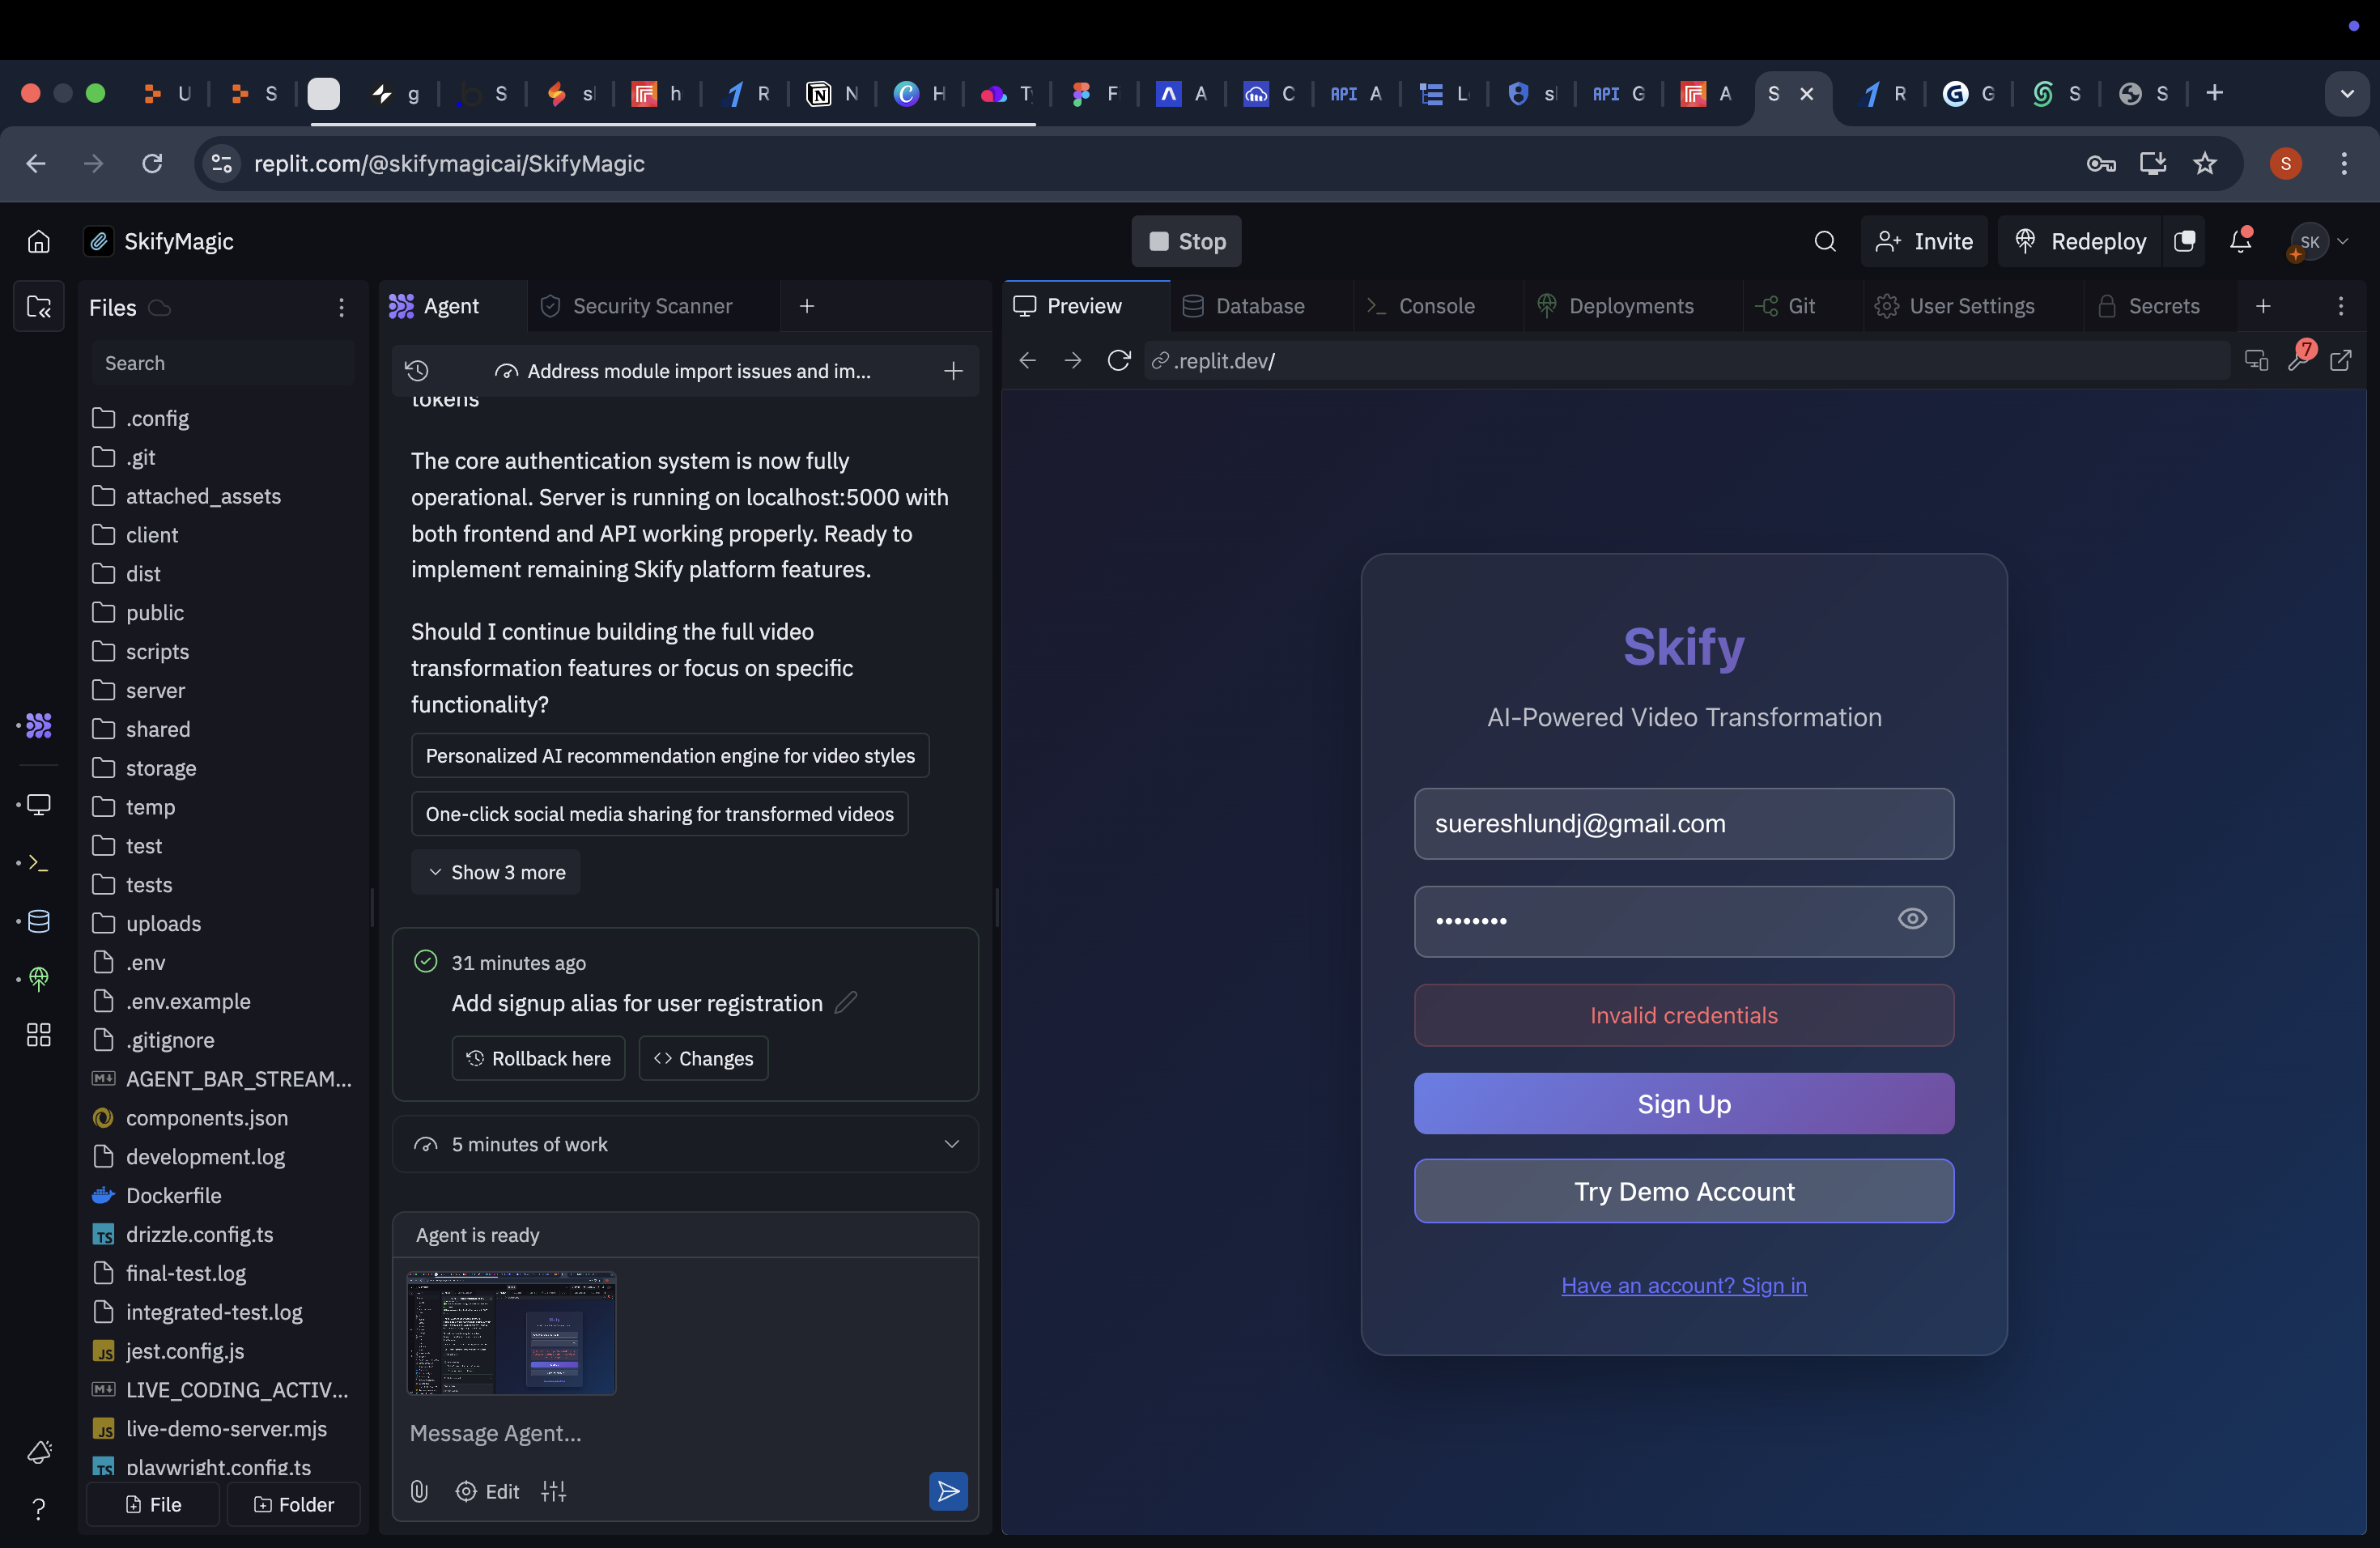 U
S
g
S
sl
h
R
N
H
T
F
A
C
API A
L
sl
API G
A
S
R
G
S
S
replit.com/@skifymagicai/SkifyMagic
S
SkifyMagic
Stop
Invite
Redeploy
SK
Files
Search
.config
.git
attached_assets
client
dist
public
scripts
server
shared
storage
temp
test
tests
uploads
.env
.env.example
.gitignore
AGENT_BAR_STREAM...
components.json
development.log
Dockerfile
drizzle.config.ts
final-test.log
integrated-test.log
jest.config.js
LIVE_CODING_ACTIV...
live-demo-server.mjs
playwright.config.ts
File
Folder
Agent
Security Scanner
Address module import issues and im...
tokens
The core authentication system is now fully
operational. Server is running on localhost:5000 with
both frontend and API working properly. Ready to
implement remaining Skify platform features.
Should I continue building the full video
transformation features or focus on specific
functionality?
Personalized AI recommendation engine for video styles
One-click social media sharing for transformed videos
Show 3 more
31 minutes ago
Add signup alias for user registration
Rollback here
Changes
5 minutes of work
Agent is ready
Message Agent...
Edit
Preview
Database
Console
Deployments
Git
User Settings
Secrets
.replit.dev/
7
Skify
AI-Powered Video Transformation
suereshlundj@gmail.com
••••••••
Invalid credentials
Sign Up
Try Demo Account
Have an account? Sign in